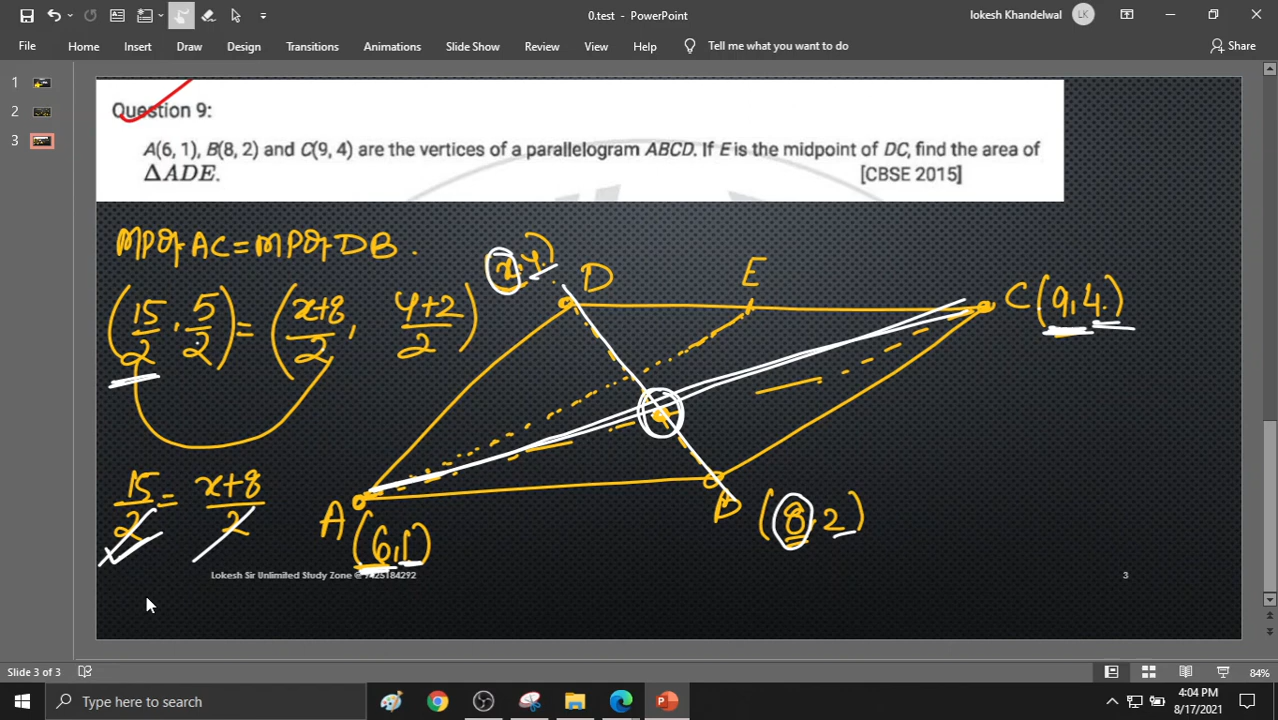 0.test - PowerPoint
lokesh Khandelwal
LK
File
Home
Insert
Draw
Design
Transitions
Animations
Slide Show
Review
View
Help
Tell me what you want to do
Share
1
2
3
Question 9:
A(6, 1), B(8, 2) and C(9, 4) are the vertices of a parallelogram ABCD. If E is the midpoint of DC, find the area of
ΔADE.
[CBSE 2015]
MP of AC = MP of DB.
(x, y)
D
E
C (9, 4)
(15/2, 5/2) = (x+8/2, y+2/2)
15/2 = x+8/2
A (6, 1)
B (8, 2)
Lokesh Sir Unlimited Study Zone @ 9425184292
3
Slide 3 of 3
84%
Type here to search
4:04 PM
8/17/2021